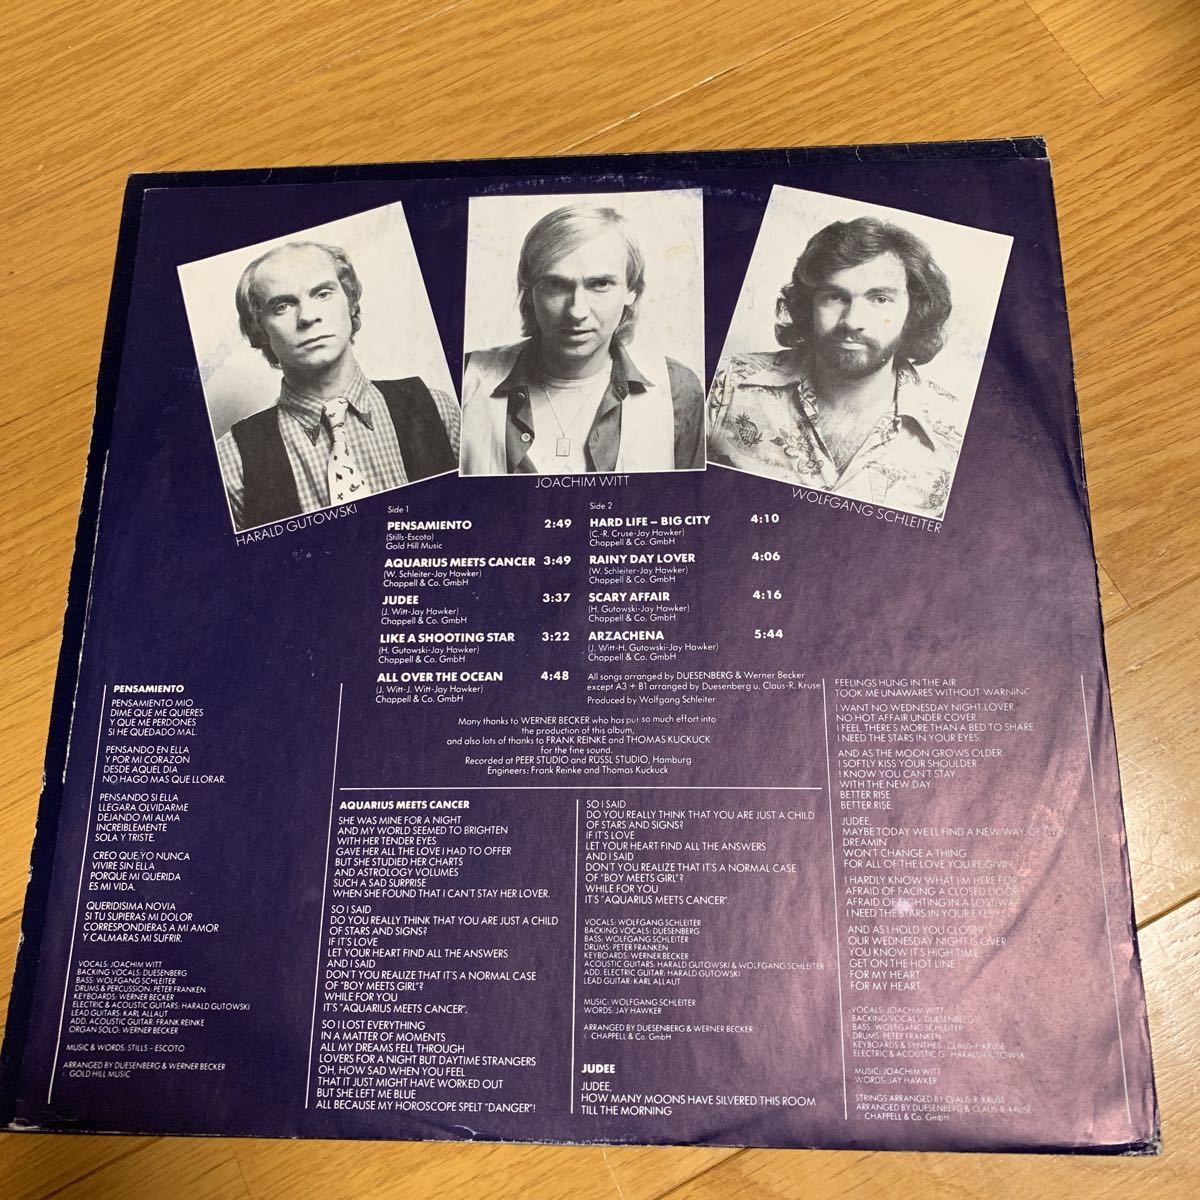 HARALD GUTOWSKI
JOACHIM WITT
WOLFGANG SCHLEITER
Side 1
PENSAMIENTO 2:49
(Stills-Escoto)
Gold Hill Music
AQUARIUS MEETS CANCER 3:49
(W. Schleiter-Jay Hawker)
Chappell & Co. GmbH
JUDEE 3:37
(J. Witt-Jay Hawker)
Chappell & Co. GmbH
LIKE A SHOOTING STAR 3:22
(H. Gutowski-Jay Hawker)
Chappell & Co. GmbH
ALL OVER THE OCEAN 4:48
(J. Witt-J. Witt-Jay Hawker)
Chappell & Co. GmbH
Side 2
HARD LIFE – BIG CITY 4:10
(C.-R. Cruse-Jay Hawker)
Chappell & Co. GmbH
RAINY DAY LOVER 4:06
(W. Schleiter-Jay Hawker)
Chappell & Co. GmbH
SCARY AFFAIR 4:16
(H. Gutowski-Jay Hawker)
Chappell & Co. GmbH
ARZACHENA 5:44
(J. Witt-H. Gutowski-Jay Hawker)
Chappell & Co. GmbH
All songs arranged by DUESENBERG & Werner Becker
except A3 + B1 arranged by Duesenberg u. Claus-R. Kruse
Produced by Wolfgang Schleiter
Many thanks to WERNER BECKER who has put so much effort into
the production of this album,
and also lots of thanks to FRANK REINKE and THOMAS KUCKUCK
for the fine sound.
Recorded at PEER STUDIO and RÜSSL STUDIO, Hamburg
Engineers: Frank Reinke and Thomas Kuckuck
PENSAMIENTO
PENSAMIENTO MIO
DIME QUE ME QUIERES
Y QUE ME PERDONES
SI HE QUEDADO MAL.
PENSANDO EN ELLA
Y POR MI CORAZON
DESDE AQUEL DIA
NO HAGO MAS QUE LLORAR.
PENSANDO SI ELLA
LLEGARA OLVIDARME
DEJANDO MI ALMA
INCREIBLEMENTE
SOLA Y TRISTE.
CREO QUE YO NUNCA
VIVIRE SIN ELLA
PORQUE MI QUERIDA
ES MI VIDA.
QUERIDISIMA NOVIA
SI TU SUPIERAS MI DOLOR
CORRESPONDIERAS A MI AMOR
Y CALMARAS MI SUFRIR.
VOCALS: JOACHIM WITT
BACKING VOCALS: DUESENBERG
BASS: WOLFGANG SCHLEITER
DRUMS & PERCUSSION: PETER FRANKEN
KEYBOARDS: WERNER BECKER
ELECTRIC & ACOUSTIC GUITARS: HARALD GUTOWSKI
LEAD GUITARS: KARL ALLAUT
ADD. ACOUSTIC GUITAR: FRANK REINKE
ORGAN SOLO: WERNER BECKER
MUSIC & WORDS: STILLS – ESCOTO
ARRANGED BY DUESENBERG & WERNER BECKER
GOLD HILL MUSIC
AQUARIUS MEETS CANCER
SHE WAS MINE FOR A NIGHT
AND MY WORLD SEEMED TO BRIGHTEN
WITH HER TENDER EYES
GAVE HER ALL THE LOVE I HAD TO OFFER
BUT SHE STUDIED HER CHARTS
AND ASTROLOGY VOLUMES
SUCH A SAD SURPRISE
WHEN SHE FOUND THAT I CAN'T STAY HER LOVER.
SO I SAID
DO YOU REALLY THINK THAT YOU ARE JUST A CHILD
OF STARS AND SIGNS?
IF IT'S LOVE
LET YOUR HEART FIND ALL THE ANSWERS
AND I SAID
DON'T YOU REALIZE THAT IT'S A NORMAL CASE
OF "BOY MEETS GIRL"?
WHILE FOR YOU
IT'S "AQUARIUS MEETS CANCER".
SO I LOST EVERYTHING
IN A MATTER OF MOMENTS
ALL MY DREAMS FELL THROUGH
LOVERS FOR A NIGHT BUT DAYTIME STRANGERS
OH, HOW SAD WHEN YOU FEEL
THAT IT JUST MIGHT HAVE WORKED OUT
BUT SHE LEFT ME BLUE
ALL BECAUSE MY HOROSCOPE SPELT "DANGER"!
SO I SAID
DO YOU REALLY THINK THAT YOU ARE JUST A CHILD
OF STARS AND SIGNS?
IF IT'S LOVE
LET YOUR HEART FIND ALL THE ANSWERS
AND I SAID
DON'T YOU REALIZE THAT IT'S A NORMAL CASE
OF "BOY MEETS GIRL"?
WHILE FOR YOU
IT'S "AQUARIUS MEETS CANCER".
VOCALS: WOLFGANG SCHLEITER
BACKING VOCALS: DUESENBERG
BASS: WOLFGANG SCHLEITER
DRUMS: PETER FRANKEN
KEYBOARDS: WERNER BECKER
ACOUSTIC GUITARS: HARALD GUTOWSKI & WOLFGANG SCHLEITER
ADD. ELECTRIC GUITAR: HARALD GUTOWSKI
LEAD GUITAR: KARL ALLAUT
MUSIC: WOLFGANG SCHLEITER
WORDS: JAY HAWKER
ARRANGED BY DUESENBERG & WERNER BECKER
CHAPPELL & Co. GmbH
JUDEE
JUDEE,
HOW MANY MOONS HAVE SILVERED THIS ROOM
TILL THE MORNING
FEELINGS HUNG IN THE AIR
TOOK ME UNAWARES WITHOUT WARNING
I WANT NO WEDNESDAY NIGHT LOVER
NO HOT AFFAIR UNDER COVER
I FEEL, THERE'S MORE THAN A BED TO SHARE
I NEED THE STARS IN YOUR EYES.
AND AS THE MOON GROWS OLDER
I SOFTLY KISS YOUR SHOULDER
I KNOW YOU CAN'T STAY
WITH THE NEW DAY
BETTER RISE
BETTER RISE.
JUDEE,
MAYBE TODAY WE'LL FIND A NEW WAY OF LIVIN'
DREAMIN'
WON'T CHANGE A THING
FOR ALL OF THE LOVE YOU'RE GIVIN'
I HARDLY KNOW WHAT I'M HERE FOR
AFRAID OF FACING A CLOSED DOOR
AFRAID OF FIGHTING IN A LOST WAR
I NEED THE STARS IN YOUR EYES
AND AS I HOLD YOU CLOSER
OUR WEDNESDAY NIGHT IS OVER
YOU KNOW IT'S HIGH TIME
GET ON THE HOT LINE
FOR MY HEART
FOR MY HEART.
VOCALS: JOACHIM WITT
BACKING VOCALS: DUESENBERG
BASS: WOLFGANG SCHLEITER
DRUMS: PETER FRANKEN
KEYBOARDS & SYNTHES.: CLAUS-R. KRUSE
ELECTRIC & ACOUSTIC G.: HARALD GUTOWSKI
MUSIC: JOACHIM WITT
WORDS: JAY HAWKER
STRINGS ARRANGED BY CLAUS-R. KRUSE
ARRANGED BY DUESENBERG & CLAUS-R. KRUSE
CHAPPELL & Co. GmbH